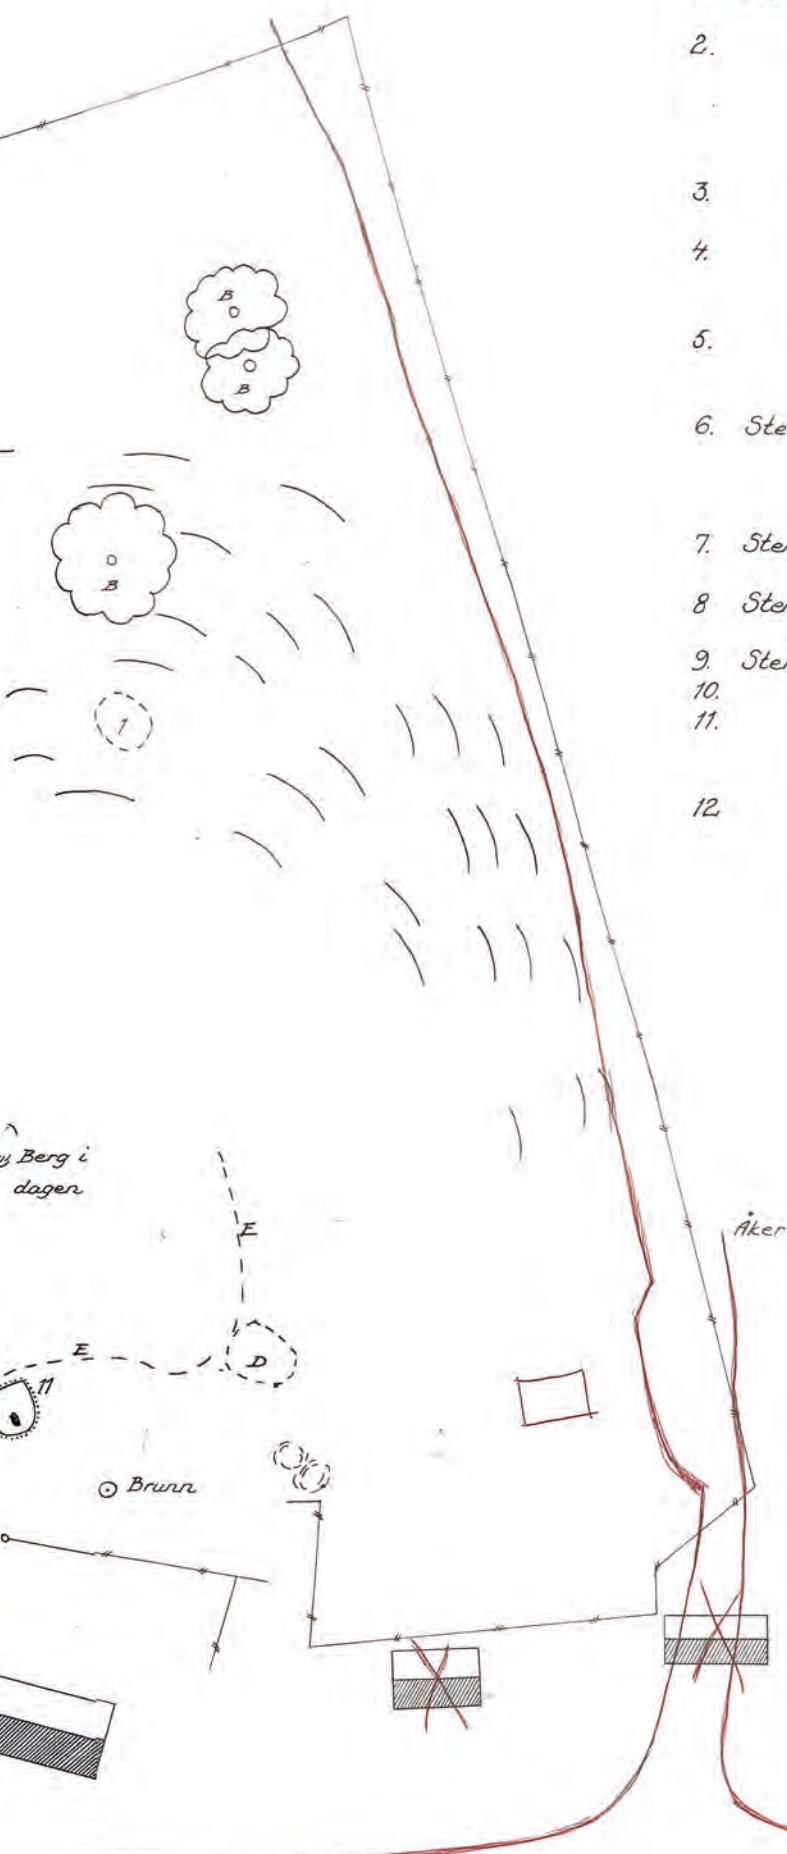 2.
3.
4.
5.
6. Ste
7. Ste
8 Ste
9. Ste
10.
11.
12
B
B
B
1
Berg i
dagen
E
Åker
E
D
11
Brunn